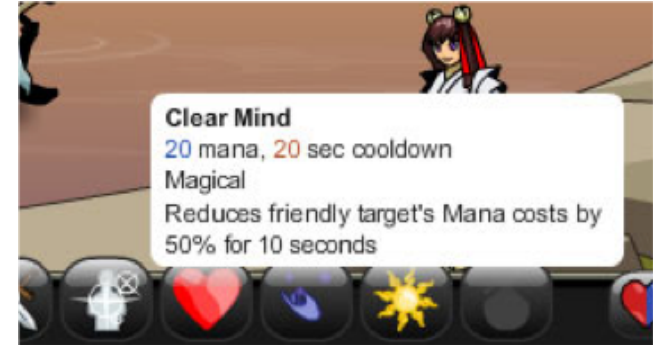 Clear Mind
20 mana, 20 sec cooldown
Magical
Reduces friendly target's Mana costs by
50% for 10 seconds